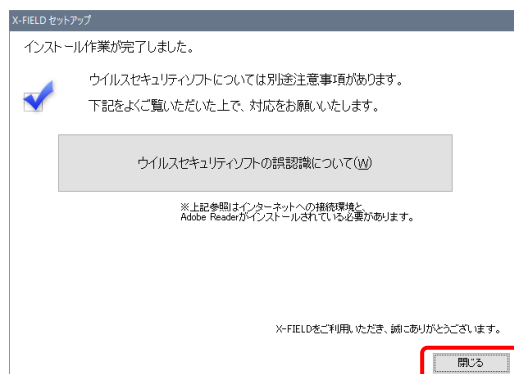 X-FIELD セットアップ
インストール作業が完了しました。
ウイルスセキュリティソフトについては別途注意事項があります。
下記をよくご覧いただいた上で、対応をお願いいたします。
ウイルスセキュリティソフトの誤認識について(W)
※上記参照はインターネットへの接続環境と、
Adobe Readerがインストールされている必要があります。
X-FIELDをご利用いただき、誠にありがとうございます。
閉じる